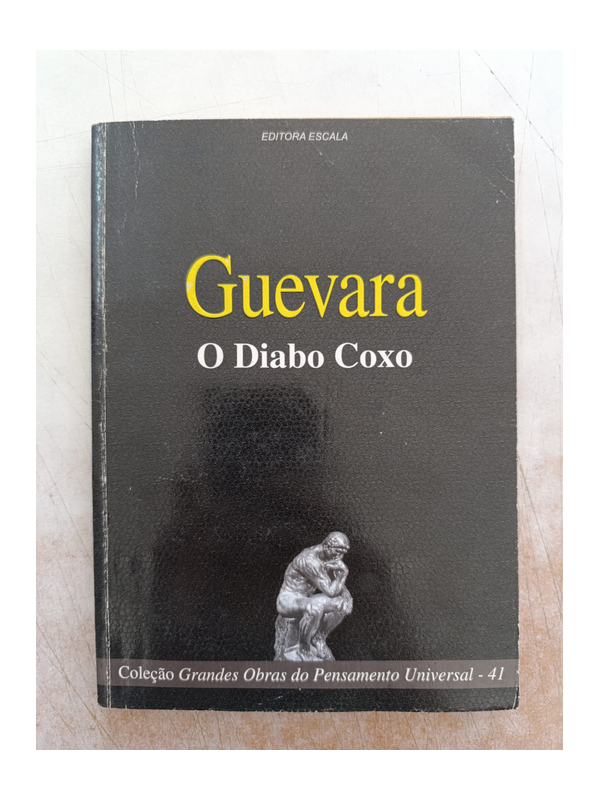 EDITORA ESCALA
Guevara
O Diabo Coxo
Coleção Grandes Obras do Pensamento Universal - 41